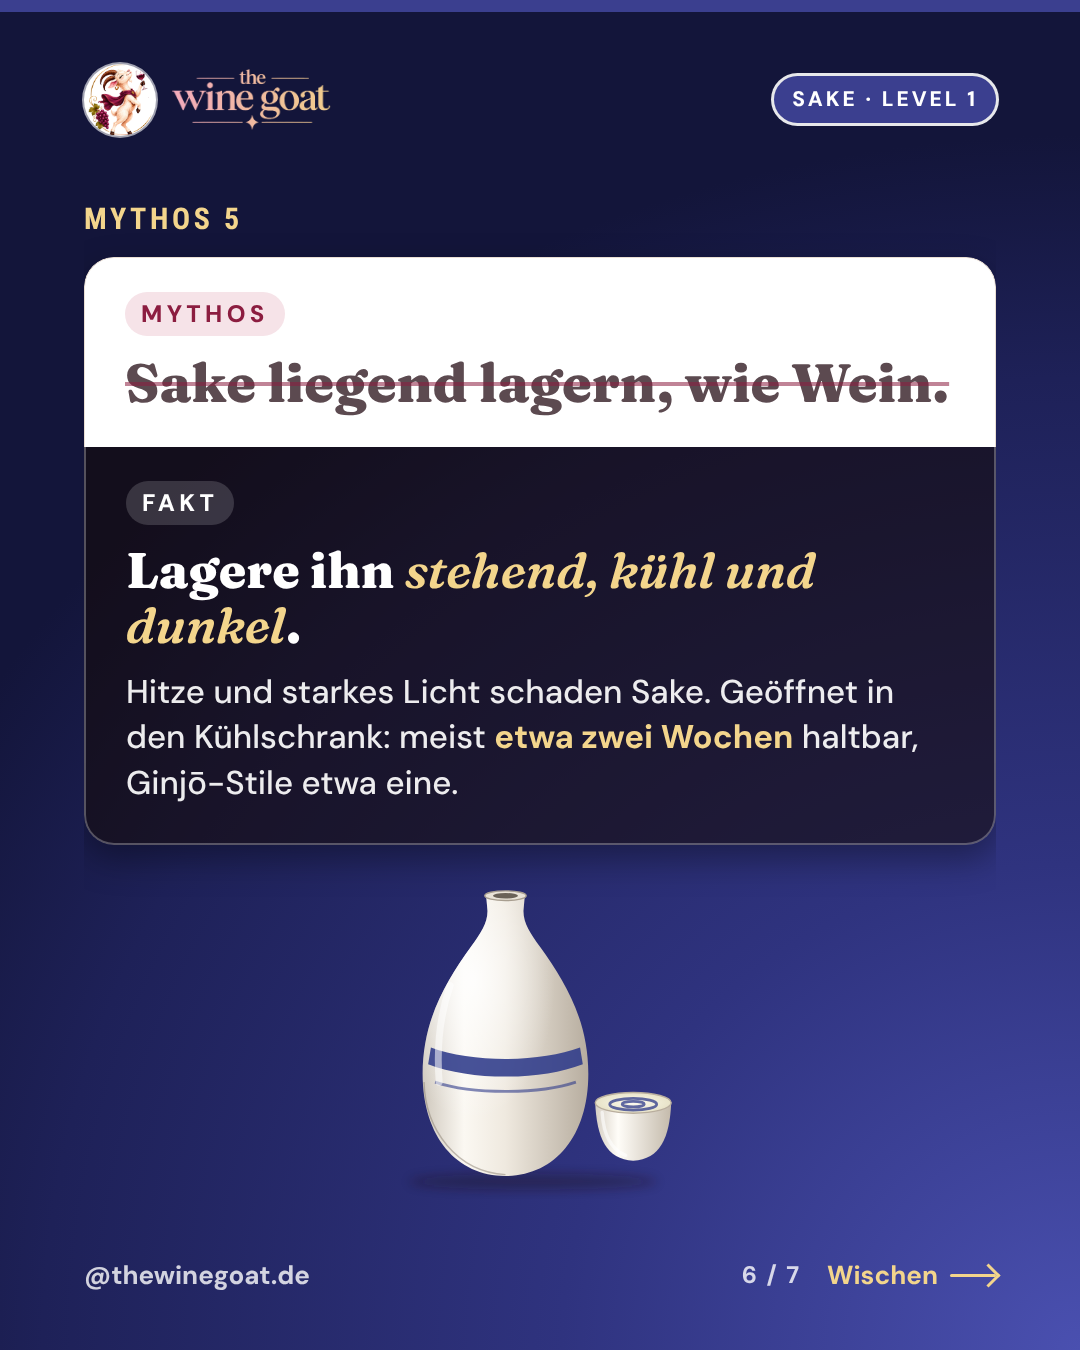 the
wine goat
SAKE · LEVEL 1
MYTHOS 5
MYTHOS
Sake liegend lagern, wie Wein.
FAKT
Lagere ihn stehend, kühl und
dunkel.
Hitze und starkes Licht schaden Sake. Geöffnet in
den Kühlschrank: meist etwa zwei Wochen haltbar,
Ginjō-Stile etwa eine.
@thewinegoat.de
6 / 7 Wischen